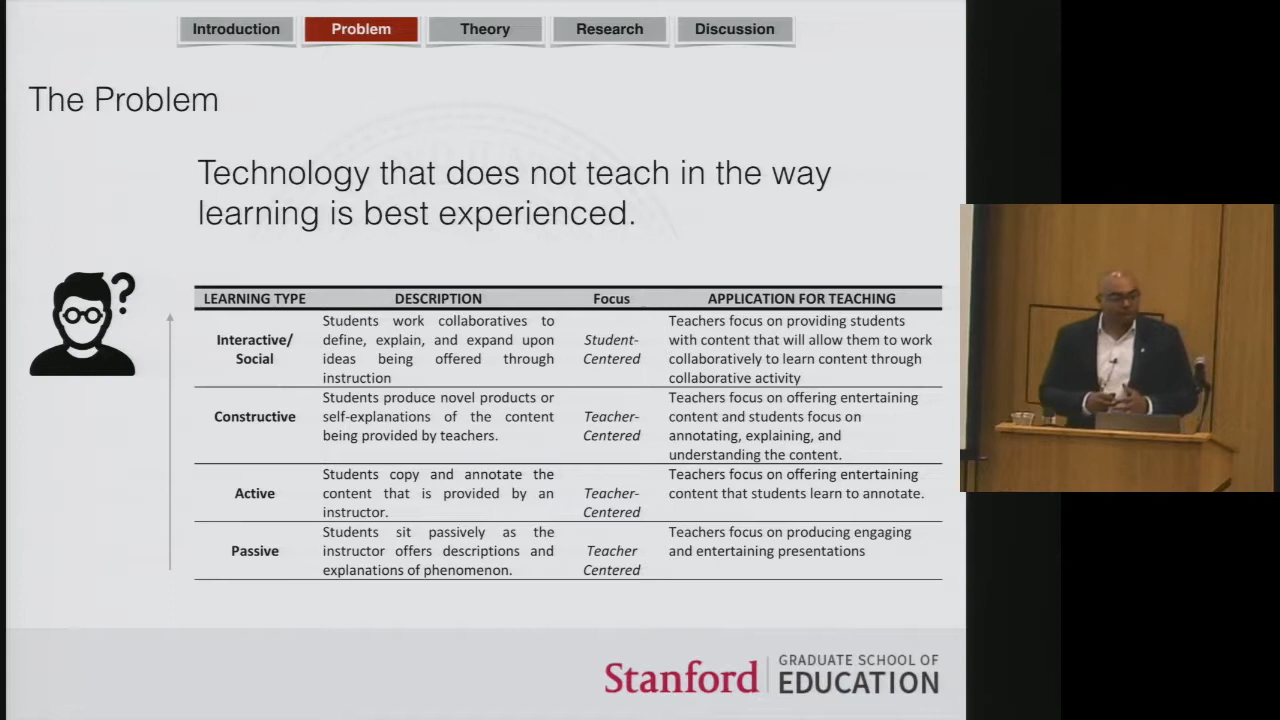 Introduction
Problem
Theory
Research
Discussion
The Problem
Technology that does not teach in the way
learning is best experienced.
?
LEARNING TYPE DESCRIPTION Focus APPLICATION FOR TEACHING
Interactive/
Social
Students work collaboratives to
define, explain, and expand upon
ideas being offered through
instruction
Student-
Centered
Teachers focus on providing students
with content that will allow them to work
collaboratively to learn content through
collaborative activity
Constructive
Students produce novel products or
self-explanations of the content
being provided by teachers.
Teacher-
Centered
Teachers focus on offering entertaining
content and students focus on
annotating, explaining, and
understanding the content.
Active
Students copy and annotate the
content that is provided by an
instructor.
Teacher-
Centered
Teachers focus on offering entertaining
content that students learn to annotate.
Passive
Students sit passively as the
instructor offers descriptions and
explanations of phenomenon.
Teacher
Centered
Teachers focus on producing engaging
and entertaining presentations
Stanford
GRADUATE SCHOOL OF
EDUCATION